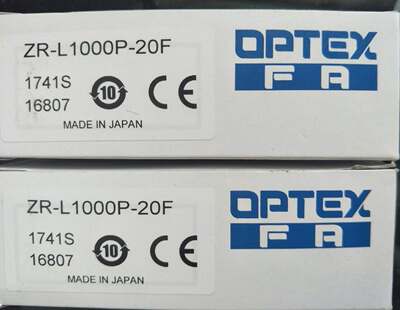 ZR-L1000P-20F
1741S
16807
10
CE
MADE IN JAPAN
OPTEX
FA
ZR-L1000P-20F
1741S
16807
10
CE
MADE IN JAPAN
OPTEX
FA